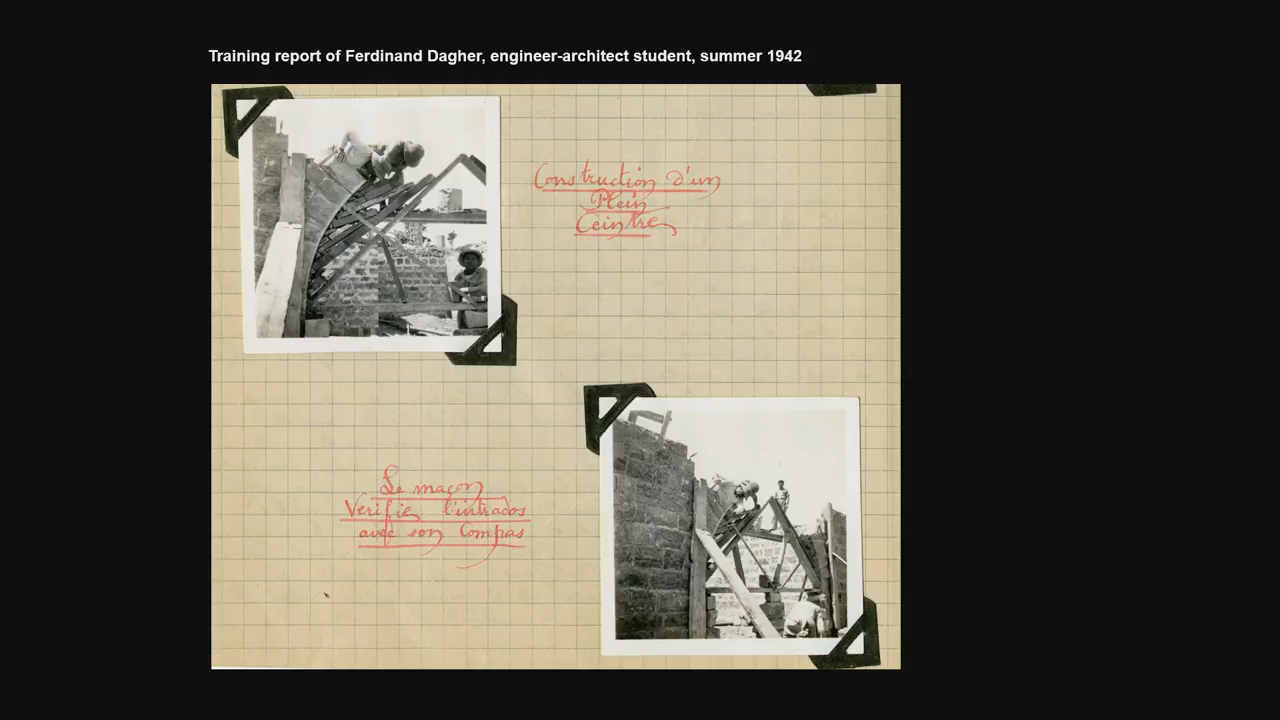 Training report of Ferdinand Dagher, engineer-architect student, summer 1942
Construction d'un
Plein
Ceintre
Le maçon
Verifie l'intrados
avec son Compas